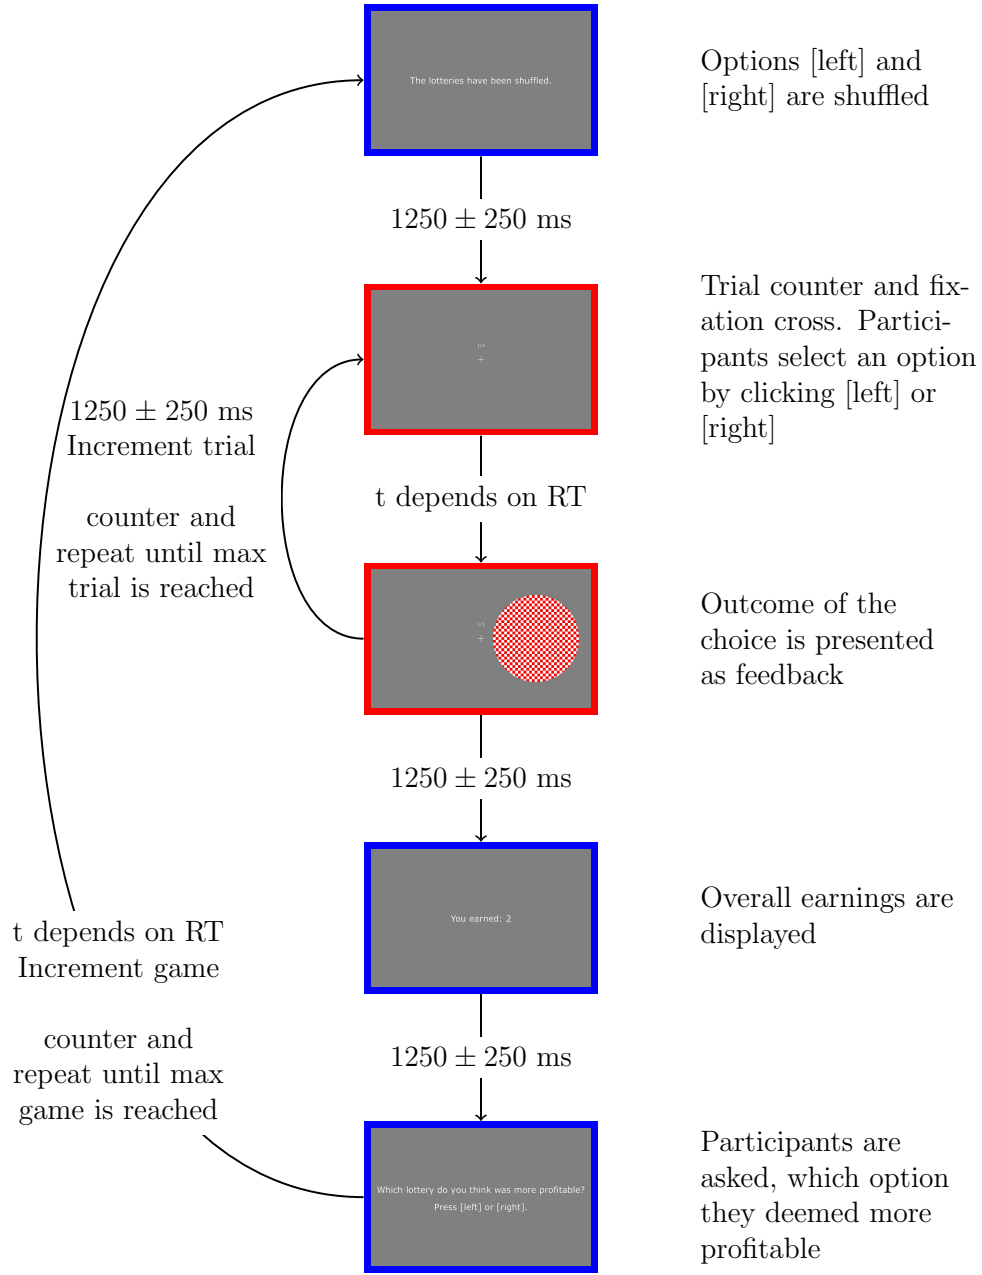 The lotteries have been shuffled.
Options [left] and
[right] are shuffled
1250 ± 250 ms
Trial counter and fix-
ation cross. Partici-
pants select an option
by clicking [left] or
[right]
+
1250 ± 250 ms
Increment trial
counter and
repeat until max
trial is reached
t depends on RT
+
Outcome of the
choice is presented
as feedback
1250 ± 250 ms
You earned: 2
Overall earnings are
displayed
t depends on RT
Increment game
counter and
repeat until max
game is reached
1250 ± 250 ms
Which lottery do you think was more profitable?
Press [left] or [right].
Participants are
asked, which option
they deemed more
profitable